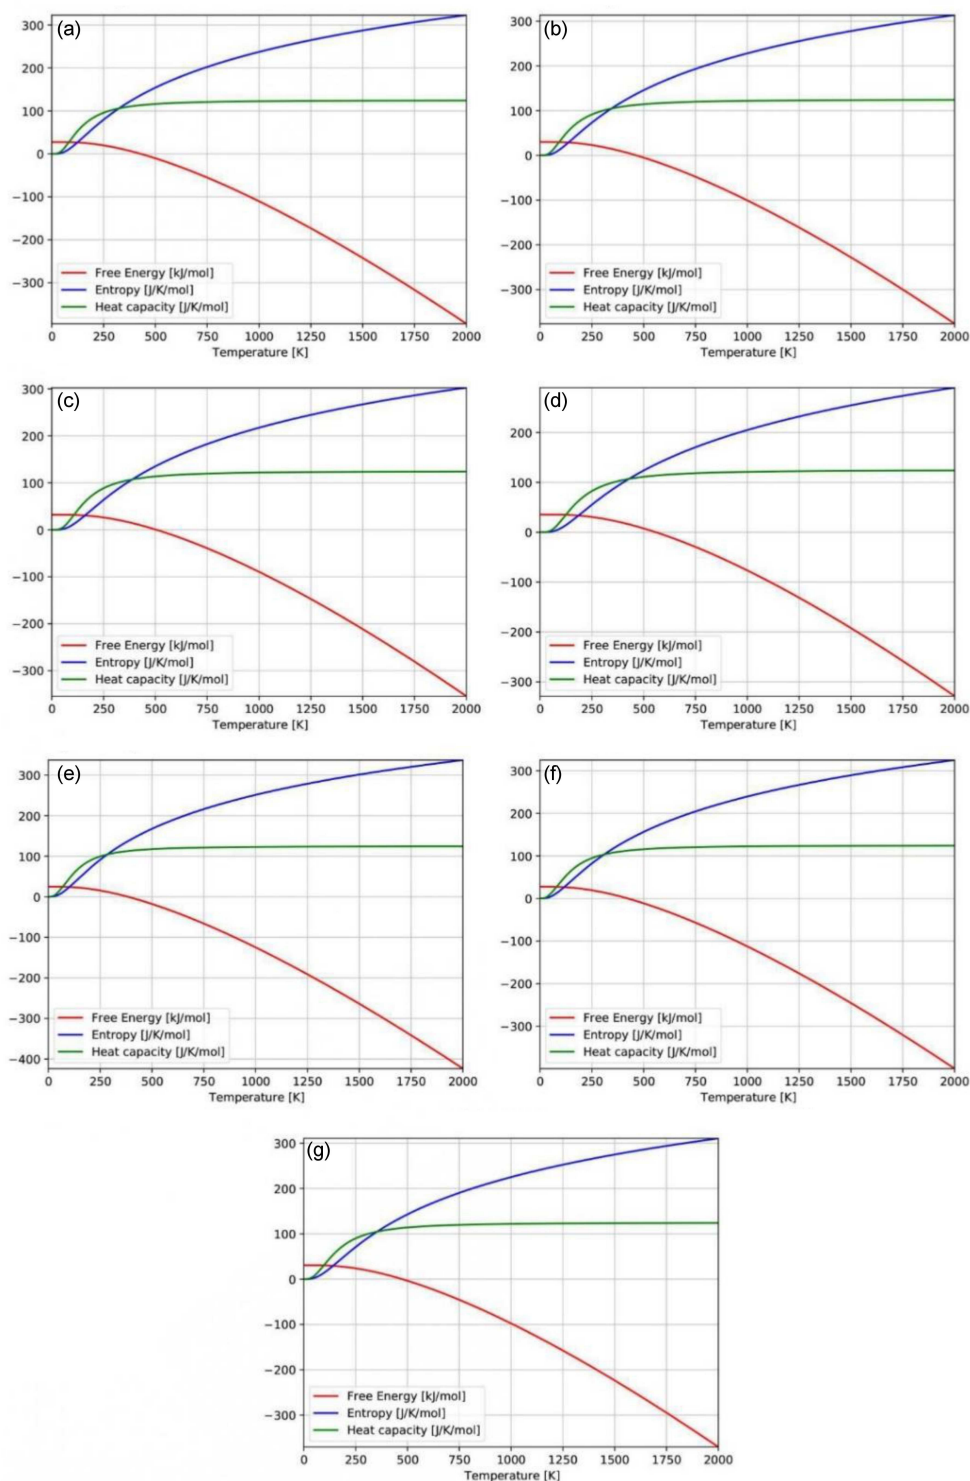 (a)
300
200
100
0
−100
−200
−300
Free Energy [kJ/mol]
Entropy [J/K/mol]
Heat capacity [J/K/mol]
0 250 500 750 1000 1250 1500 1750 2000
Temperature [K]
(b)
300
200
100
0
−100
−200
−300
Free Energy [kJ/mol]
Entropy [J/K/mol]
Heat capacity [J/K/mol]
0 250 500 750 1000 1250 1500 1750 2000
Temperature [K]
(c)
300
200
100
0
−100
−200
−300
Free Energy [kJ/mol]
Entropy [J/K/mol]
Heat capacity [J/K/mol]
0 250 500 750 1000 1250 1500 1750 2000
Temperature [K]
(d)
200
100
0
−100
−200
−300
Free Energy [kJ/mol]
Entropy [J/K/mol]
Heat capacity [J/K/mol]
0 250 500 750 1000 1250 1500 1750 2000
Temperature [K]
(e)
300
200
100
0
−100
−200
−300
−400
Free Energy [kJ/mol]
Entropy [J/K/mol]
Heat capacity [J/K/mol]
0 250 500 750 1000 1250 1500 1750 2000
Temperature [K]
(f)
300
200
100
0
−100
−200
−300
Free Energy [kJ/mol]
Entropy [J/K/mol]
Heat capacity [J/K/mol]
0 250 500 750 1000 1250 1500 1750 2000
Temperature [K]
(g)
300
200
100
0
−100
−200
−300
Free Energy [kJ/mol]
Entropy [J/K/mol]
Heat capacity [J/K/mol]
0 250 500 750 1000 1250 1500 1750 2000
Temperature [K]